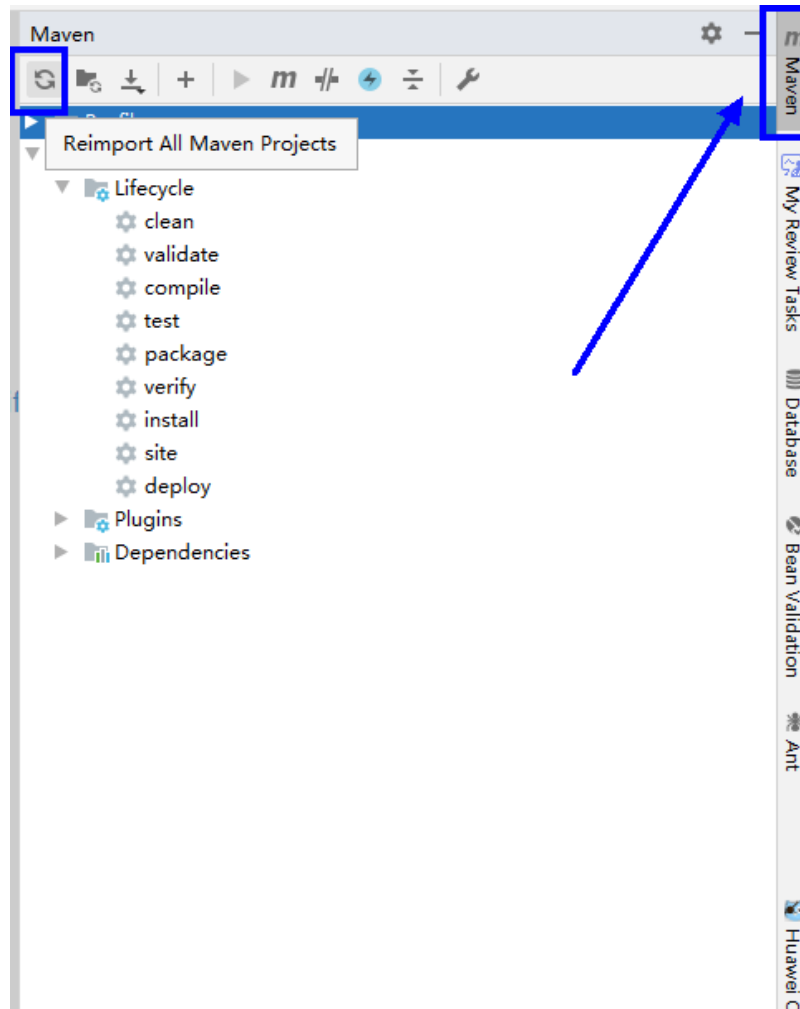 Maven
m
Reimport All Maven Projects
Lifecycle
clean
validate
compile
test
package
verify
install
site
deploy
Plugins
Dependencies
m
Maven
My Review Tasks
Database
Bean Validation
Ant
Huawei